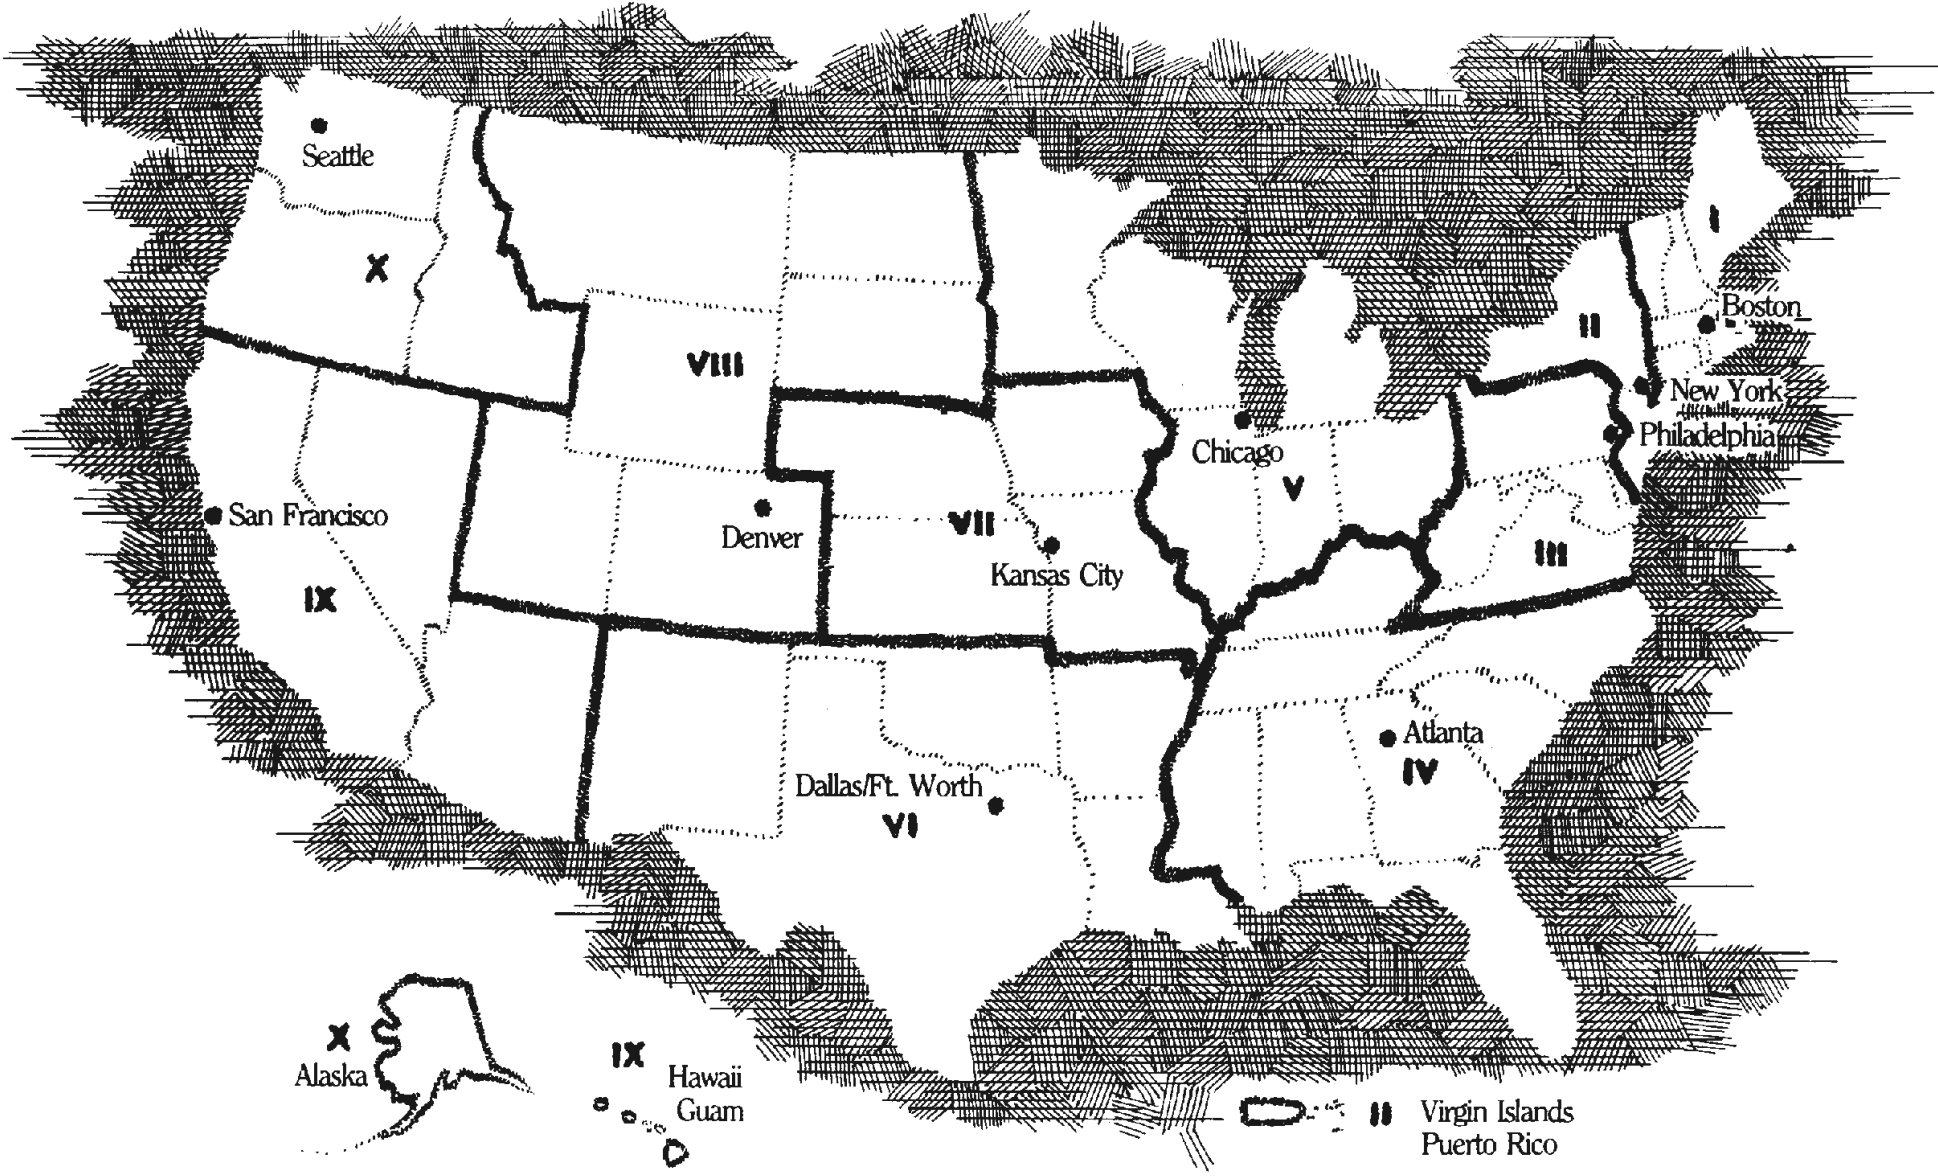 Seattle
I
X
Boston
II
VIII
New York
Philadelphia
Chicago
V
San Francisco
Denver
VII
Kansas City
III
IX
Atlanta
IV
Dallas/Ft. Worth
VI
X
Alaska
IX
Hawaii
Guam
II
Virgin Islands
Puerto Rico